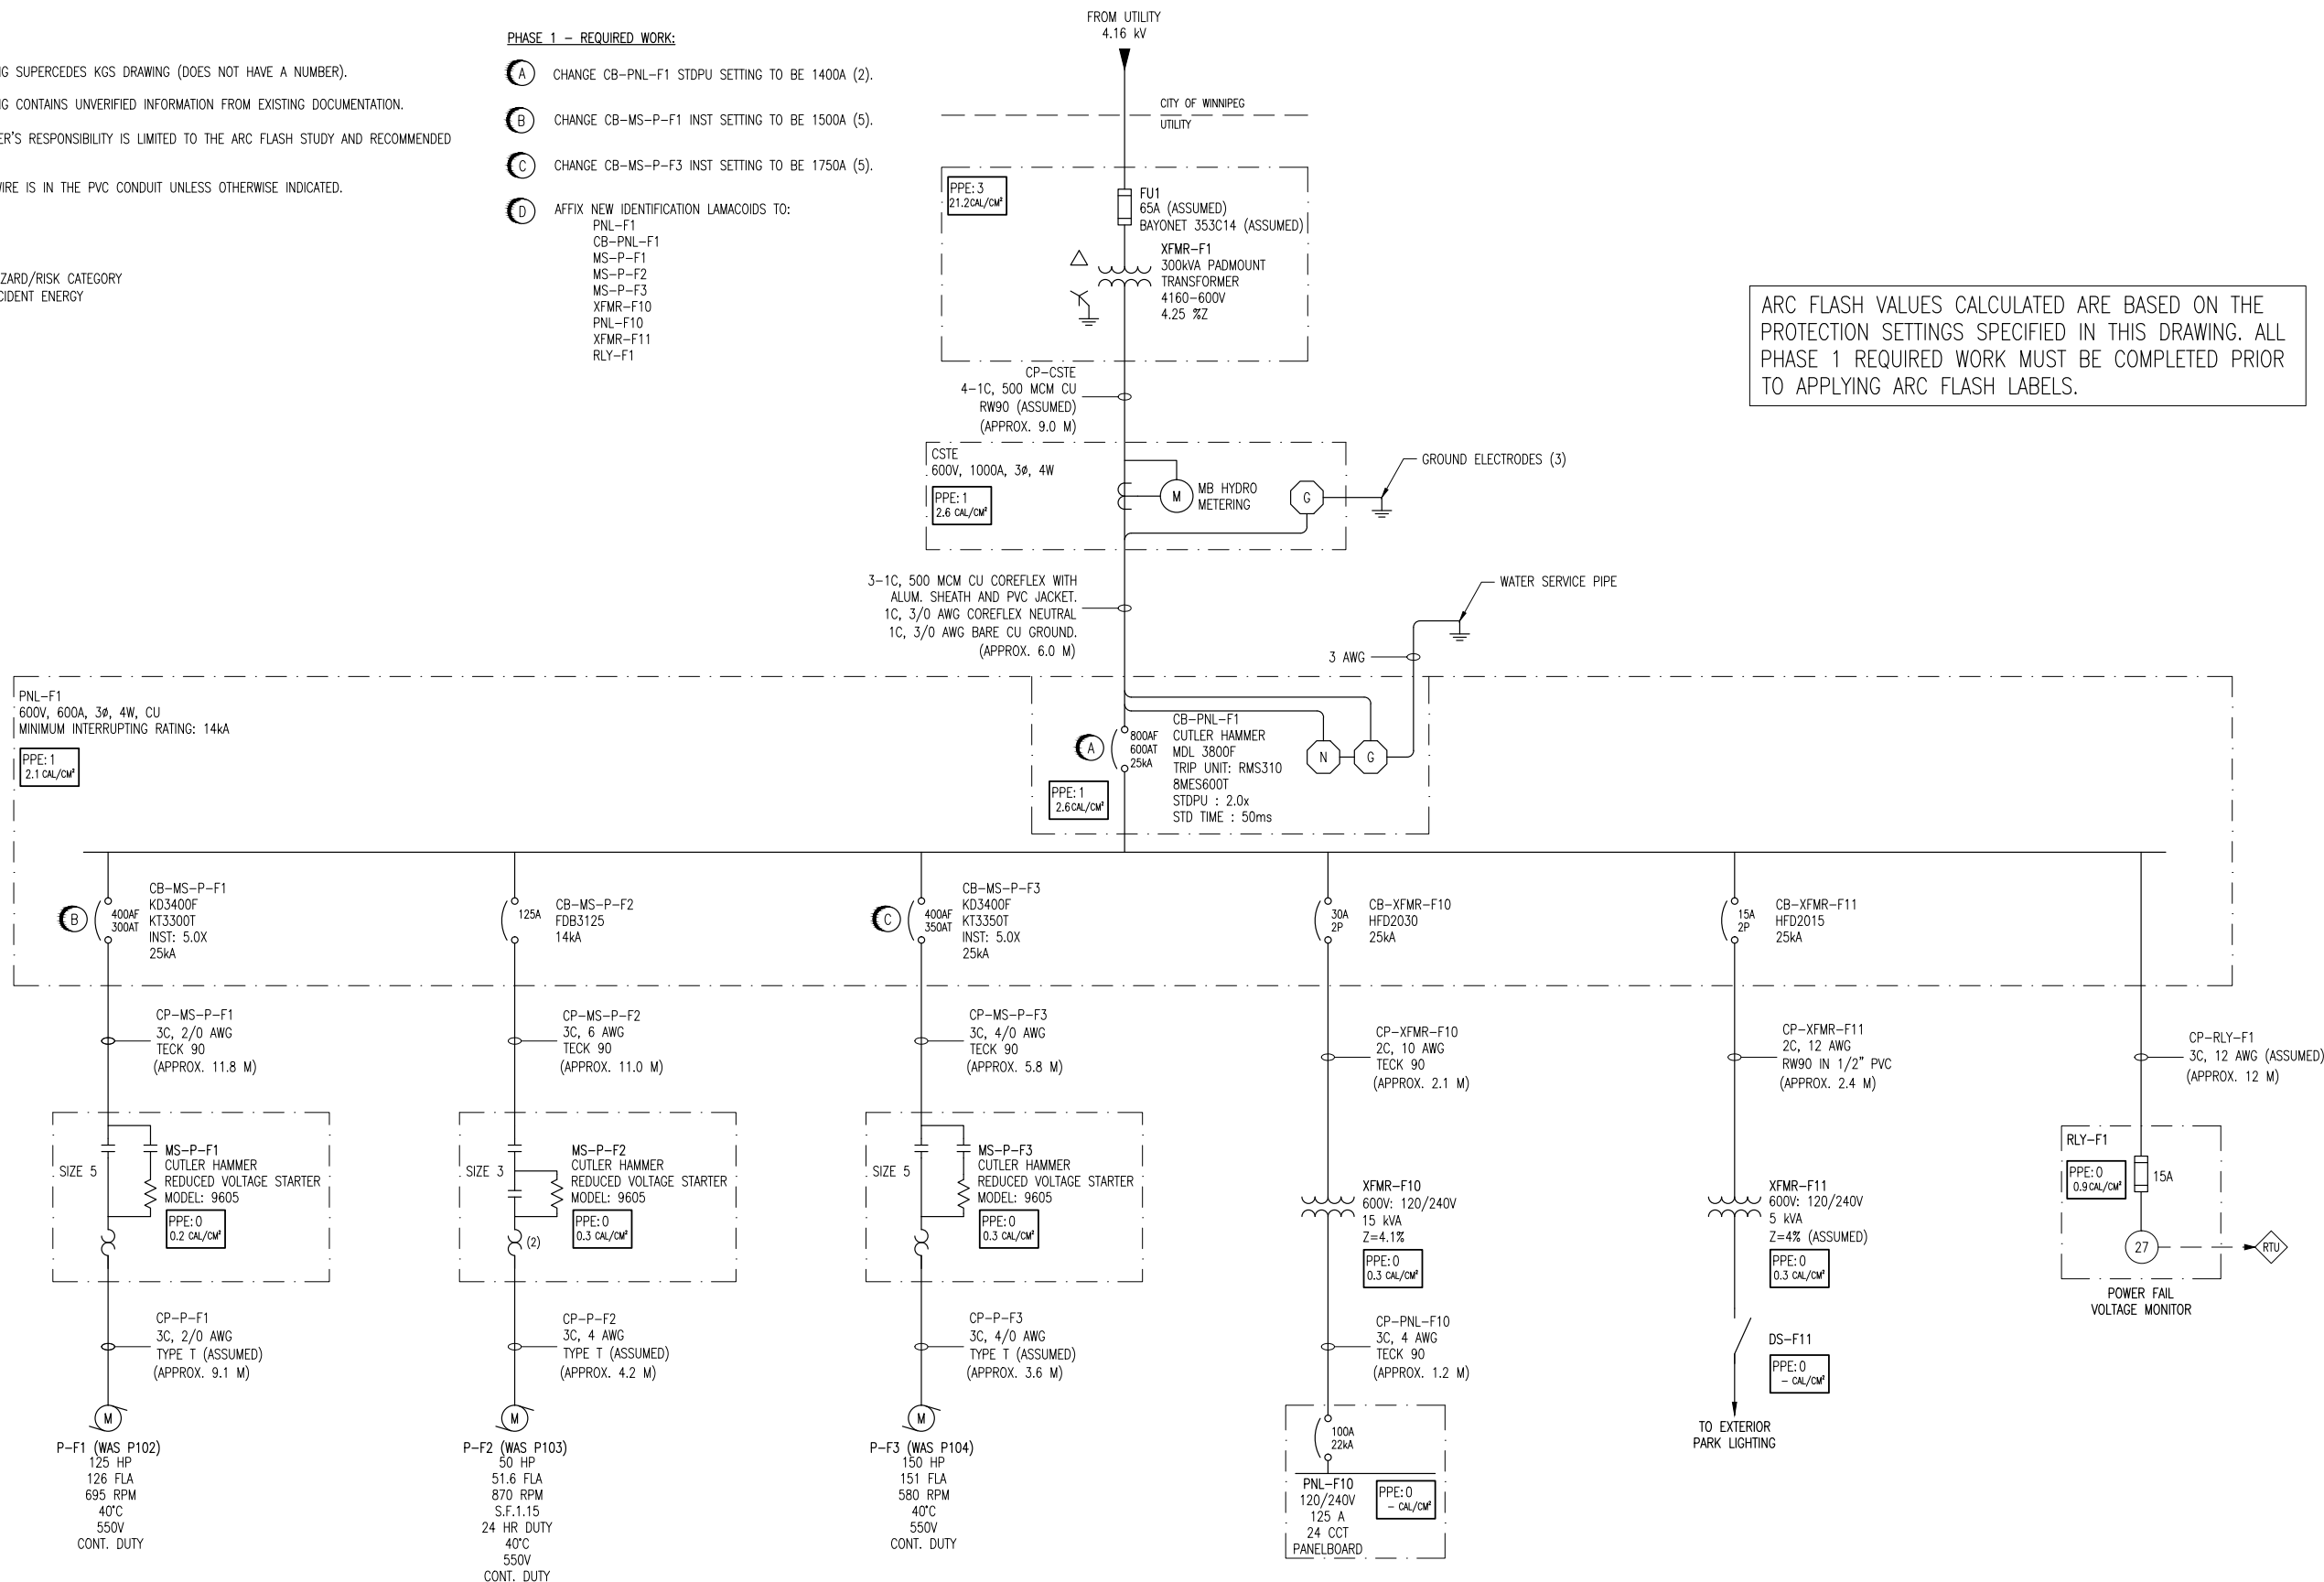 NG SUPERCEDES KGS DRAWING (DOES NOT HAVE A NUMBER).
NG CONTAINS UNVERIFIED INFORMATION FROM EXISTING DOCUMENTATION.
ER'S RESPONSIBILITY IS LIMITED TO THE ARC FLASH STUDY AND RECOMMENDED
WIRE IS IN THE PVC CONDUIT UNLESS OTHERWISE INDICATED.
ZARD/RISK CATEGORY
CIDENT ENERGY
PHASE 1 – REQUIRED WORK:
A CHANGE CB-PNL-F1 STDPU SETTING TO BE 1400A (2).
B CHANGE CB-MS-P-F1 INST SETTING TO BE 1500A (5).
C CHANGE CB-MS-P-F3 INST SETTING TO BE 1750A (5).
D AFFIX NEW IDENTIFICATION LAMACOIDS TO:
PNL-F1
CB-PNL-F1
MS-P-F1
MS-P-F2
MS-P-F3
XFMR-F10
PNL-F10
XFMR-F11
RLY-F1
FROM UTILITY
4.16 kV
CITY OF WINNIPEG
UTILITY
PPE: 3
21.2CAL/CM²
FU1
65A (ASSUMED)
BAYONET 353C14 (ASSUMED)
XFMR-F1
300kVA PADMOUNT
TRANSFORMER
4160-600V
4.25 %Z
ARC FLASH VALUES CALCULATED ARE BASED ON THE
PROTECTION SETTINGS SPECIFIED IN THIS DRAWING. ALL
PHASE 1 REQUIRED WORK MUST BE COMPLETED PRIOR
TO APPLYING ARC FLASH LABELS.
CP-CSTE
4-1C, 500 MCM CU
RW90 (ASSUMED)
(APPROX. 9.0 M)
CSTE
600V, 1000A, 3ø, 4W
PPE: 1
2.6 CAL/CM²
M
MB HYDRO
METERING
G
GROUND ELECTRODES (3)
3-1C, 500 MCM CU COREFLEX WITH
ALUM. SHEATH AND PVC JACKET.
1C, 3/0 AWG COREFLEX NEUTRAL
1C, 3/0 AWG BARE CU GROUND.
(APPROX. 6.0 M)
WATER SERVICE PIPE
3 AWG
PNL-F1
600V, 600A, 3ø, 4W, CU
MINIMUM INTERRUPTING RATING: 14kA
PPE: 1
2.1 CAL/CM²
A
800AF
600AT
25kA
PPE: 1
2.6CAL/CM²
CB-PNL-F1
CUTLER HAMMER
MDL 3800F
TRIP UNIT: RMS310
8MES600T
STDPU : 2.0x
STD TIME : 50ms
N
G
B
400AF
300AT
CB-MS-P-F1
KD3400F
KT3300T
INST: 5.0X
25kA
125A
CB-MS-P-F2
FDB3125
14kA
C
400AF
350AT
CB-MS-P-F3
KD3400F
KT3350T
INST: 5.0X
25kA
30A
2P
CB-XFMR-F10
HFD2030
25kA
15A
2P
CB-XFMR-F11
HFD2015
25kA
CP-MS-P-F1
3C, 2/0 AWG
TECK 90
(APPROX. 11.8 M)
CP-MS-P-F2
3C, 6 AWG
TECK 90
(APPROX. 11.0 M)
CP-MS-P-F3
3C, 4/0 AWG
TECK 90
(APPROX. 5.8 M)
CP-XFMR-F10
2C, 10 AWG
TECK 90
(APPROX. 2.1 M)
CP-XFMR-F11
2C, 12 AWG
RW90 IN 1/2" PVC
(APPROX. 2.4 M)
CP-RLY-F1
3C, 12 AWG (ASSUMED)
(APPROX. 12 M)
SIZE 5
MS-P-F1
CUTLER HAMMER
REDUCED VOLTAGE STARTER
MODEL: 9605
PPE: 0
0.2 CAL/CM²
SIZE 3
(2)
MS-P-F2
CUTLER HAMMER
REDUCED VOLTAGE STARTER
MODEL: 9605
PPE: 0
0.3 CAL/CM²
SIZE 5
MS-P-F3
CUTLER HAMMER
REDUCED VOLTAGE STARTER
MODEL: 9605
PPE: 0
0.3 CAL/CM²
XFMR-F10
600V: 120/240V
15 kVA
Z=4.1%
PPE: 0
0.3 CAL/CM²
XFMR-F11
600V: 120/240V
5 kVA
Z=4% (ASSUMED)
PPE: 0
0.3 CAL/CM²
RLY-F1
PPE: 0
0.9 CAL/CM²
15A
27
RTU
POWER FAIL
VOLTAGE MONITOR
CP-P-F1
3C, 2/0 AWG
TYPE T (ASSUMED)
(APPROX. 9.1 M)
CP-P-F2
3C, 4 AWG
TYPE T (ASSUMED)
(APPROX. 4.2 M)
CP-P-F3
3C, 4/0 AWG
TYPE T (ASSUMED)
(APPROX. 3.6 M)
CP-PNL-F10
3C, 4 AWG
TECK 90
(APPROX. 1.2 M)
DS-F11
PPE: 0
– CAL/CM²
TO EXTERIOR
PARK LIGHTING
M
P-F1 (WAS P102)
125 HP
126 FLA
695 RPM
40°C
550V
CONT. DUTY
M
P-F2 (WAS P103)
50 HP
51.6 FLA
870 RPM
S.F.1.15
24 HR DUTY
40°C
550V
CONT. DUTY
M
P-F3 (WAS P104)
150 HP
151 FLA
580 RPM
40°C
550V
CONT. DUTY
100A
22kA
PNL-F10
120/240V
125 A
24 CCT
PANELBOARD
PPE: 0
– CAL/CM²